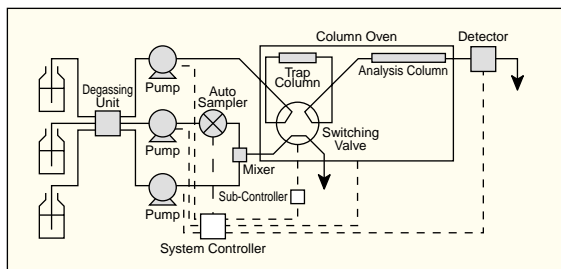 Column Oven
Detector
Degassing
Unit
Pump
Auto
Sampler
Trap
Column
Analysis Column
Pump
Switching
Valve
Mixer
Pump
Sub-Controller
System Controller